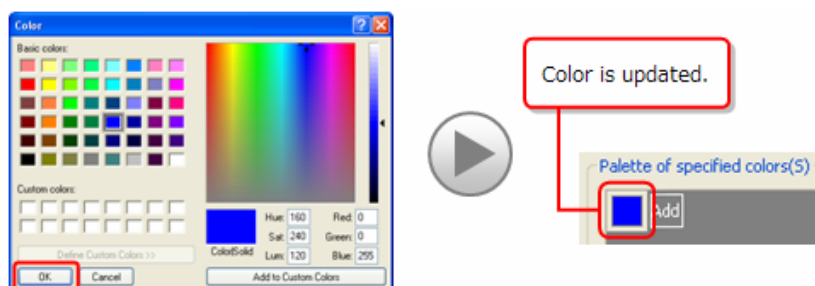 Color
Basic colors:
Custom colors:
Define Custom Colors >>
OK Cancel
Color|Solid
Hue: 160 Red: 0
Sat: 240 Green: 0
Lum: 120 Blue: 255
Add to Custom Colors
Color is updated.
Palette of specified colors(S)
Add